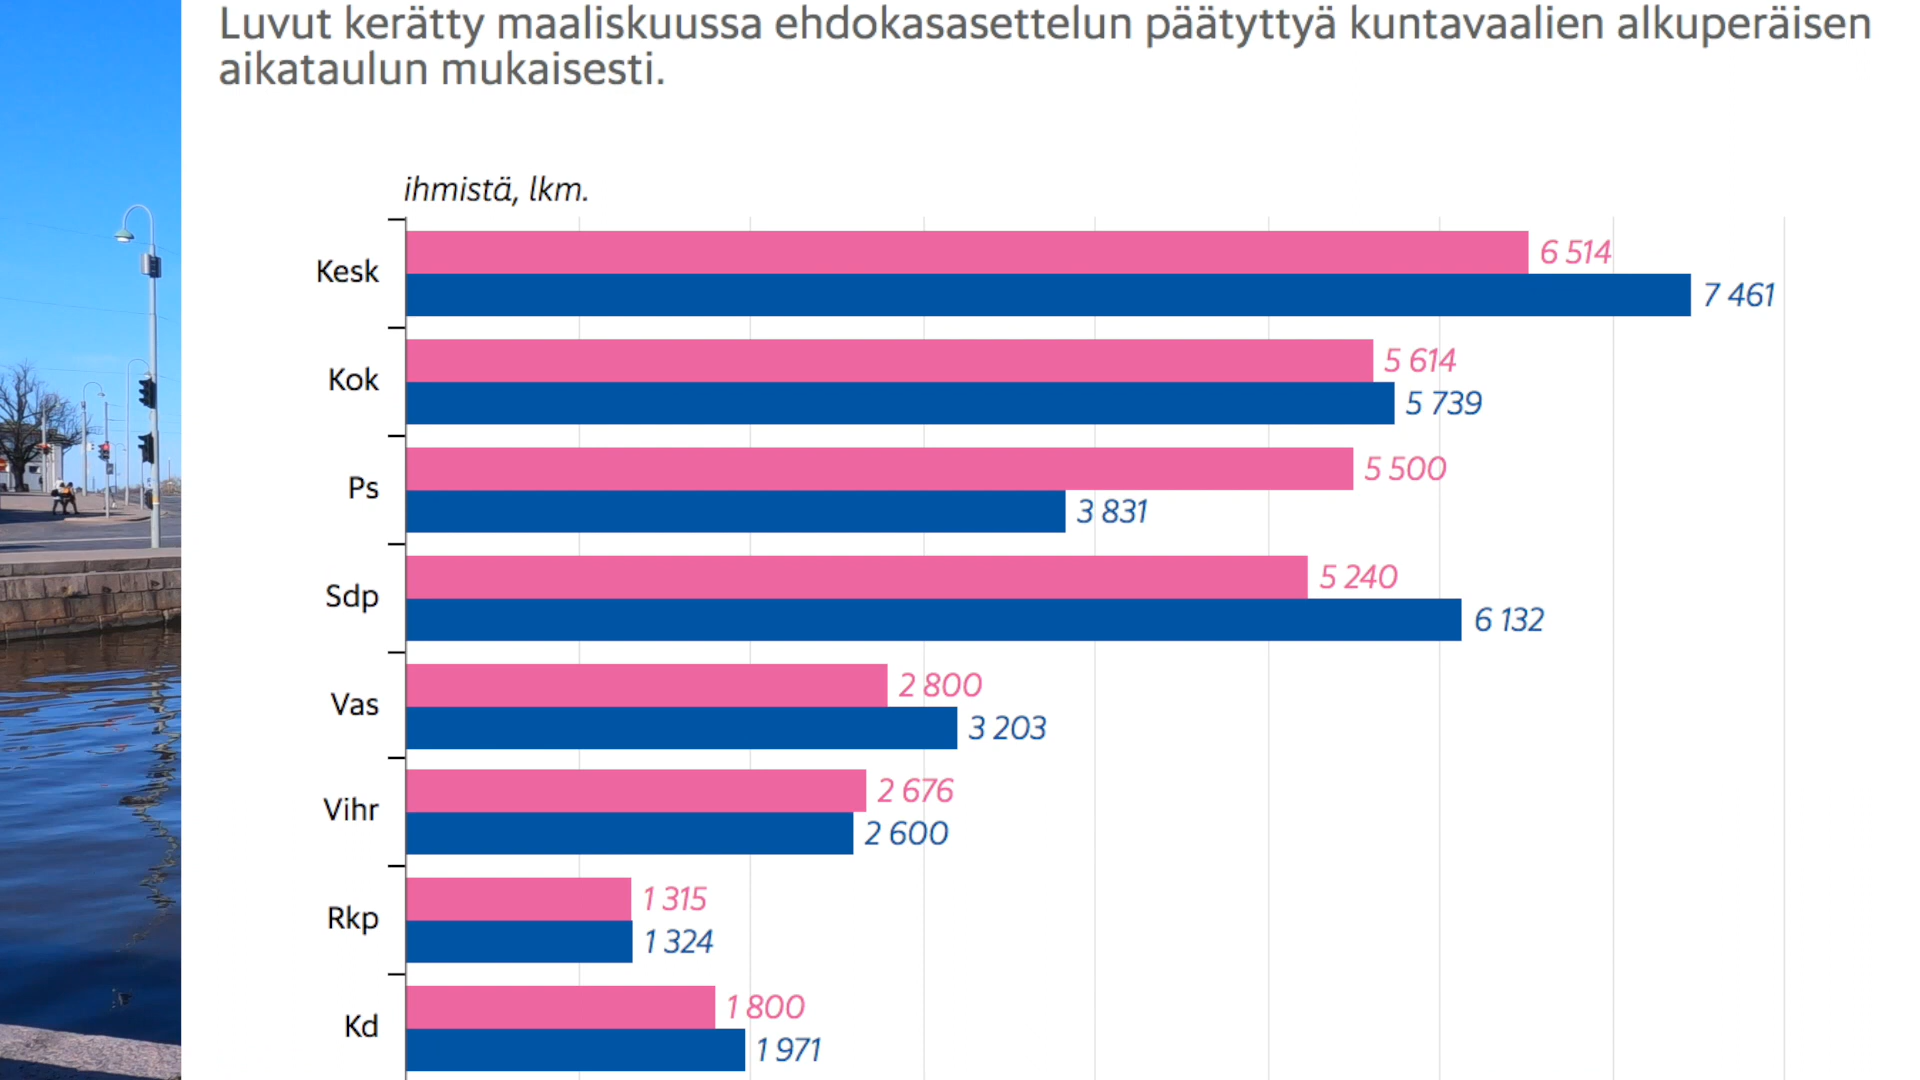 Luvut kerätty maaliskuussa ehdokasasettelun päätyttyä kuntavaalien alkuperäisen
aikataulun mukaisesti.
ihmistä, lkm.
Kesk
6 514
7 461
Kok
5 614
5 739
Ps
5 500
3 831
Sdp
5 240
6 132
Vas
2 800
3 203
Vihr
2 676
2 600
Rkp
1 315
1 324
Kd
1 800
1 971